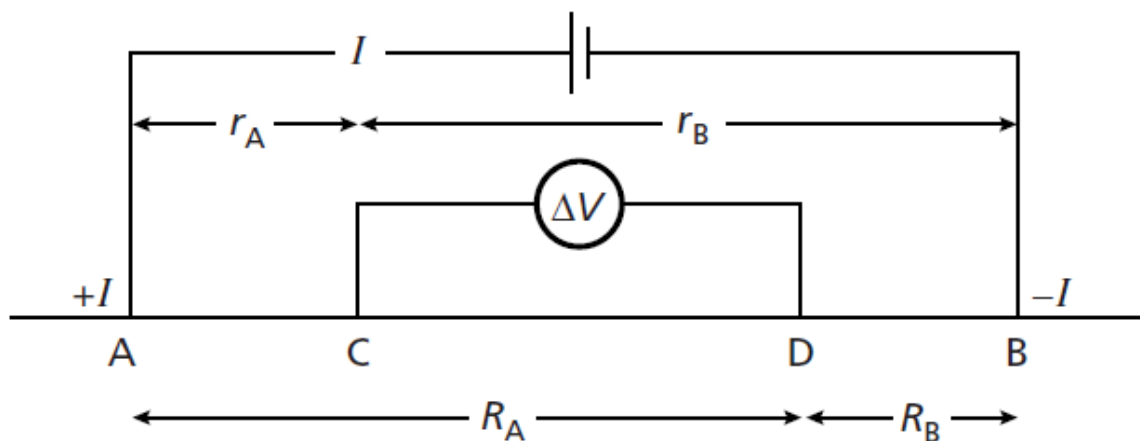 I
r_A r_B
ΔV
+I –I
A C D B
R_A R_B